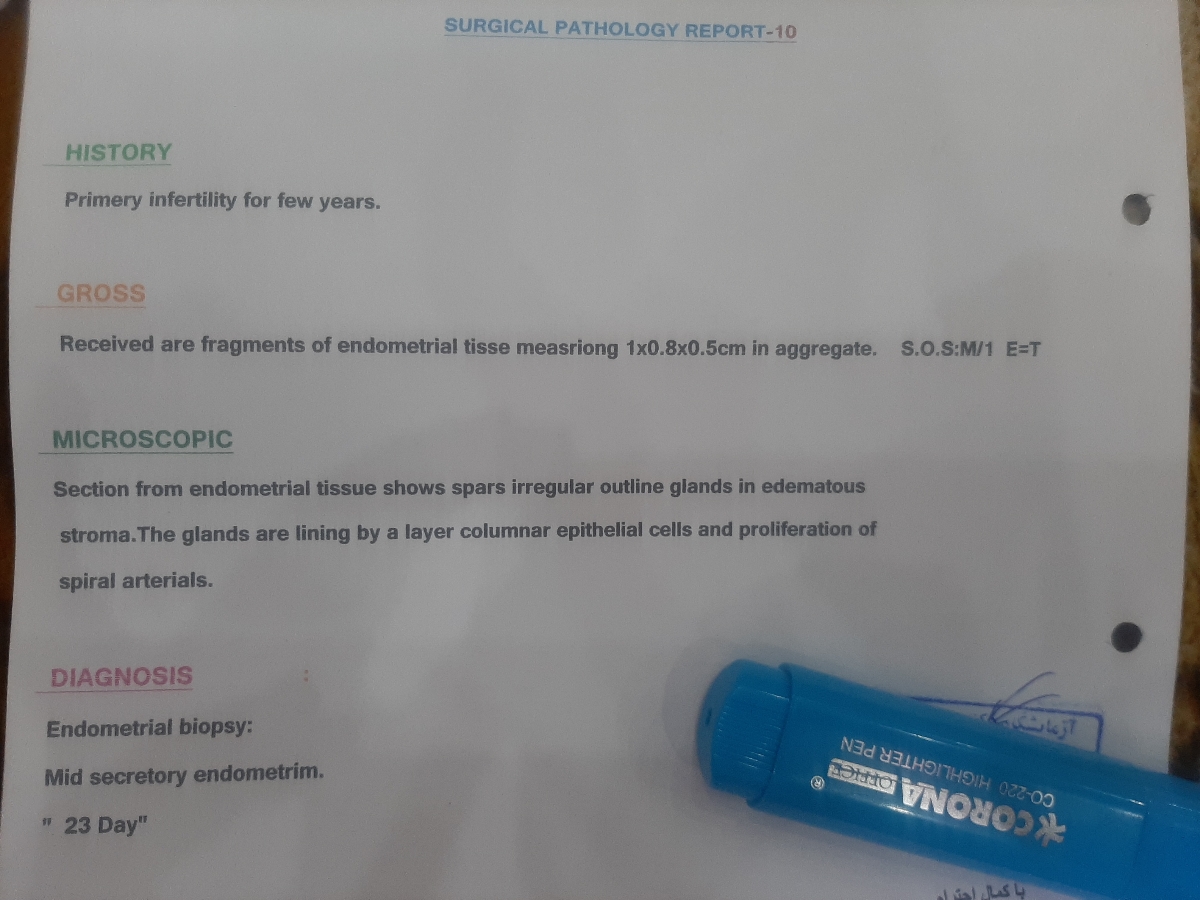 SURGICAL PATHOLOGY REPORT-10
HISTORY
Primery infertility for few years.
GROSS
Received are fragments of endometrial tisse measriong 1x0.8x0.5cm in aggregate. S.O.S:M/1 E=T
MICROSCOPIC
Section from endometrial tissue shows spars irregular outline glands in edematous
stroma.The glands are lining by a layer columnar epithelial cells and proliferation of
spiral arterials.
DIAGNOSIS :
Endometrial biopsy:
Mid secretory endometrim.
" 23 Day"
CORONA OFFICE ®
CO-220 HIGHLIGHTER PEN
با کمال احترام